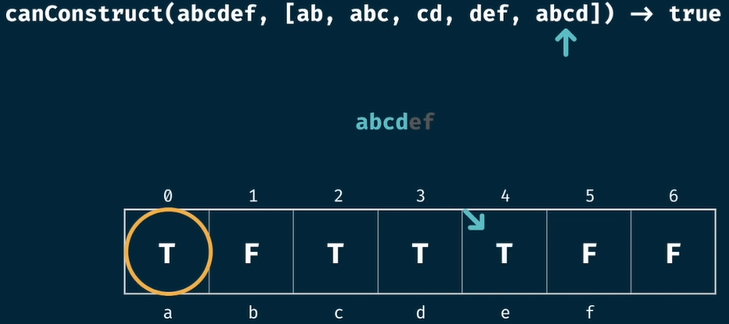 canConstruct(abcdef, [ab, abc, cd, def, abcd]) → true
abcdef
0 1 2 3 4 5 6
T F T T T F F
a b c d e f